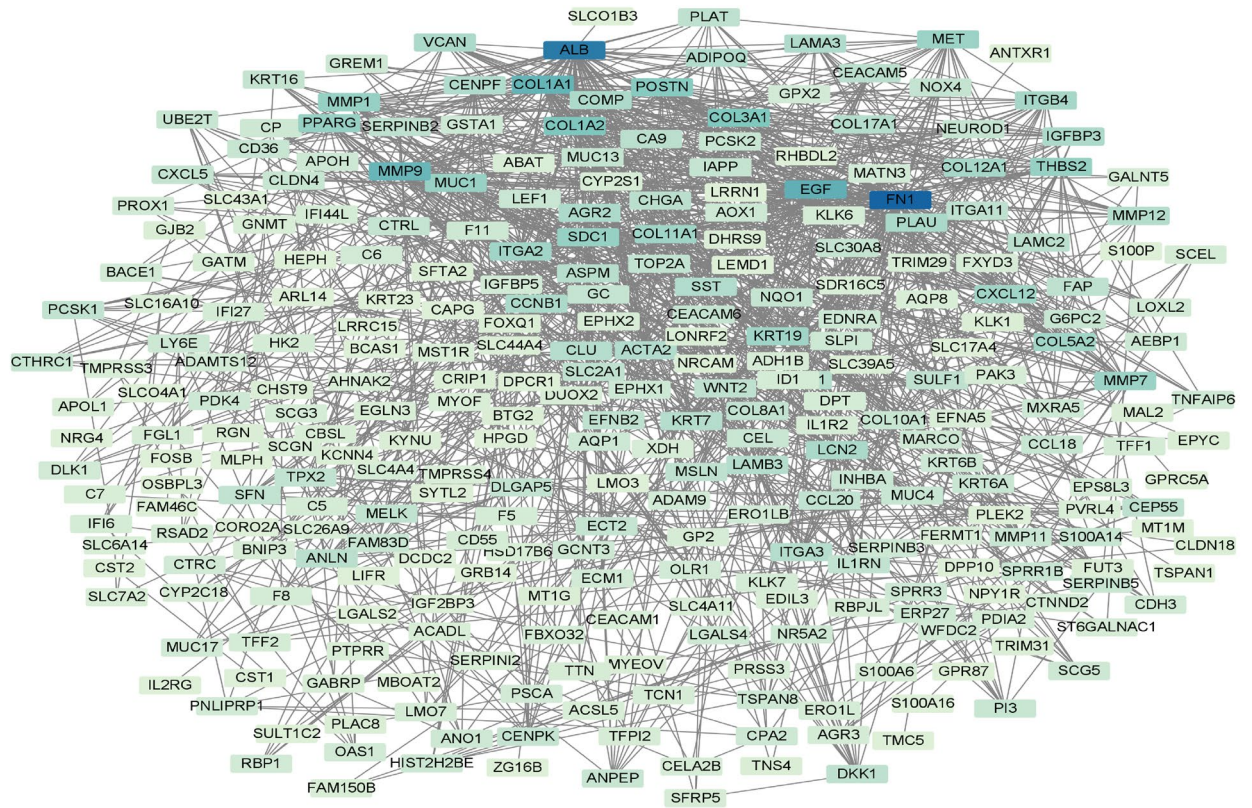 SLCO1B3
PLAT
VCAN
ALB
LAMA3
MET
ADIPOQ
ANTXR1
GREM1
KRT16
CENPF
COL1A1
POSTN
CEACAM5
GPX2
NOX4
MMP1
COMP
ITGB4
UBE2T
PPARG
SERPINB2
GSTA1
COL1A2
COL3A1
COL17A1
NEUROD1
IGFBP3
CP
CD36
CA9
PCSK2
APOH
ABAT
MUC13
IAPP
RHBDL2
COL12A1
THBS2
CXCL5
CLDN4
MMP9
MUC1
CYP2S1
MATN3
GALNT5
SLC43A1
LEF1
CHGA
LRRN1
EGF
FN1
PROX1
IFI44L
AGR2
AOX1
KLK6
ITGA11
MMP12
GJB2
GNMT
CTRL
F11
SDC1
COL11A1
DHRS9
PLAU
LAMC2
GATM
HEPH
C6
ITGA2
SLC30A8
S100P
SCEL
BACE1
SFTA2
ASPM
TOP2A
LEMD1
TRIM29
FXYD3
SLC16A10
ARL14
KRT23
IGFBP5
GC
SST
NQO1
SDR16C5
AQP8
CXCL12
FAP
LOXL2
PCSK1
IFI27
CAPG
CCNB1
CEACAM6
EDNRA
KLK1
G6PC2
LRRC15
FOXQ1
EPHX2
LONRF2
KRT19
SLPI
SLC17A4
COL5A2
AEBP1
LY6E
HK2
BCAS1
MST1R
SLC44A4
CLU
ACTA2
CTHRC1
ADAMTS12
TMPRSS3
NRCAM
ADH1B
SLC39A5
SLC2A1
ID1
1
SULF1
PAK3
MMP7
SLCO4A1
CHST9
AHNAK2
CRIP1
DPCR1
DUOX2
EPHX1
WNT2
DPT
TNFAIP6
APOL1
PDK4
SCG3
EGLN3
MYOF
BTG2
EFNB2
COL8A1
IL1R2
COL10A1
EFNA5
MXRA5
MAL2
NRG4
FGL1
RGN
SCGN
CBSL
KYNU
HPGD
AQP1
KRT7
CEL
MARCO
CCL18
TFF1
EPYC
DLK1
FOSB
MLPH
KCNN4
SLC4A4
TMPRSS4
XDH
MSLN
LAMB3
LCN2
KRT6B
GPRC5A
OSBPL3
TPX2
SYTL2
DLGAP5
LMO3
INHBA
KRT6A
EPS8L3
C7
SFN
C5
ADAM9
CCL20
MUC4
PVRL4
CEP55
FAM46C
MELK
F5
ERO1LB
PLEK2
MT1M
IFI6
RSAD2
CORO2A
SLC26A9
ECT2
GP2
FERMT1
MMP11
S100A14
CLDN18
SLC6A14
BNIP3
FAM83D
CD55
HSD17B6
GCNT3
ITGA3
SERPINB3
CST2
CTRC
ANLN
DCDC2
GRB14
OLR1
IL1RN
DPP10
SPRR1B
FUT3
TSPAN1
LIFR
ECM1
KLK7
SERPINB5
SLC7A2
CYP2C18
F8
MT1G
EDIL3
SPRR3
NPY1R
CTNND2
CDH3
LGALS2
IGF2BP3
SLC4A11
RBPJL
ERP27
PDIA2
CEACAM1
ST6GALNAC1
MUC17
TFF2
ACADL
FBXO32
LGALS4
NR5A2
WFDC2
TRIM31
PTPRR
SERPINI2
TTN
MYEOV
PRSS3
S100A6
GPR87
SCG5
IL2RG
CST1
GABRP
MBOAT2
PSCA
TCN1
TSPAN8
S100A16
PNLIPRP1
PLAC8
LMO7
ACSL5
ERO1L
PI3
SULT1C2
OAS1
ANO1
CENPK
TFPI2
CPA2
AGR3
TMC5
RBP1
HIST2H2BE
ZG16B
ANPEP
CELA2B
TNS4
DKK1
FAM150B
SFRP5